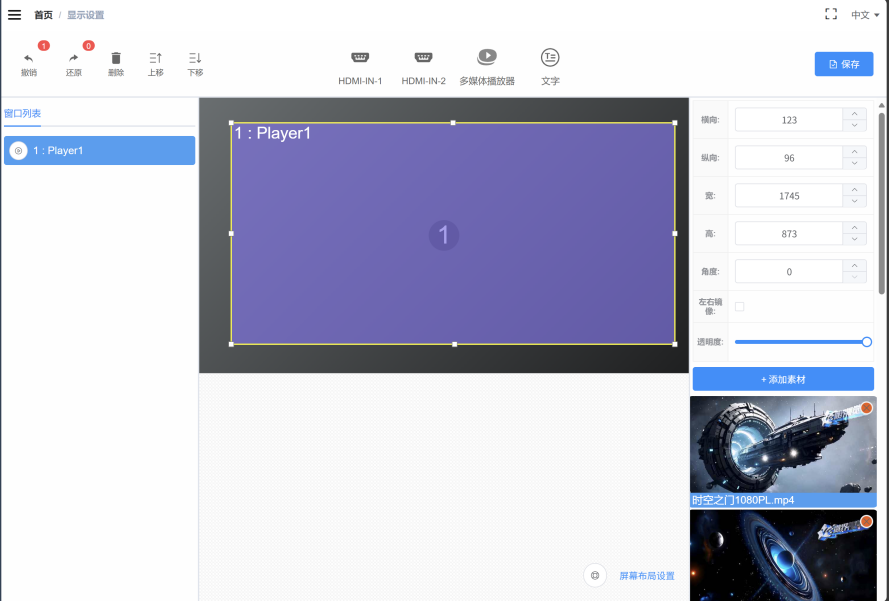 首页 / 显示设置
中文
1
0
撤销
还原
删除
上移
下移
HDMI-IN-1
HDMI-IN-2
多媒体播放器
文字
保存
窗口列表
1 : Player1
1 : Player1
1
横向:
123
纵向:
96
宽:
1745
高:
873
角度:
0
左右镜
像:
透明度:
+ 添加素材
时空之门1080PL.mp4
屏幕布局设置